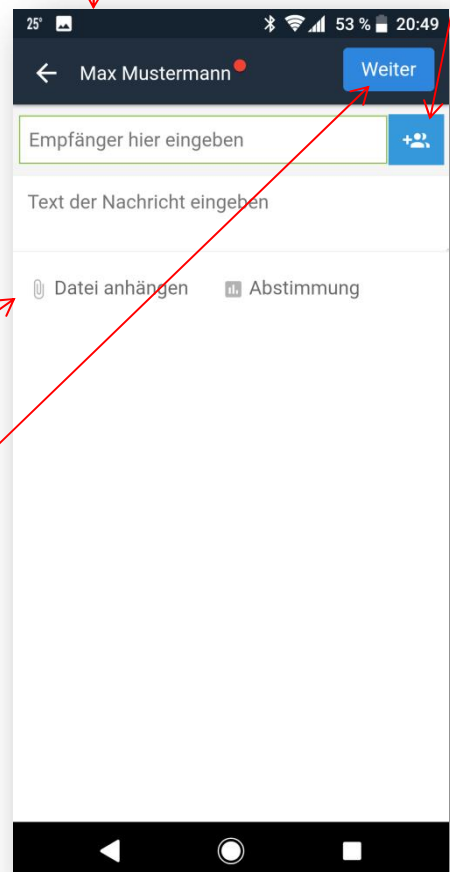 25° 53 % 20:49
Max Mustermann Weiter
Empfänger hier eingeben
Text der Nachricht eingeben
Datei anhängen Abstimmung